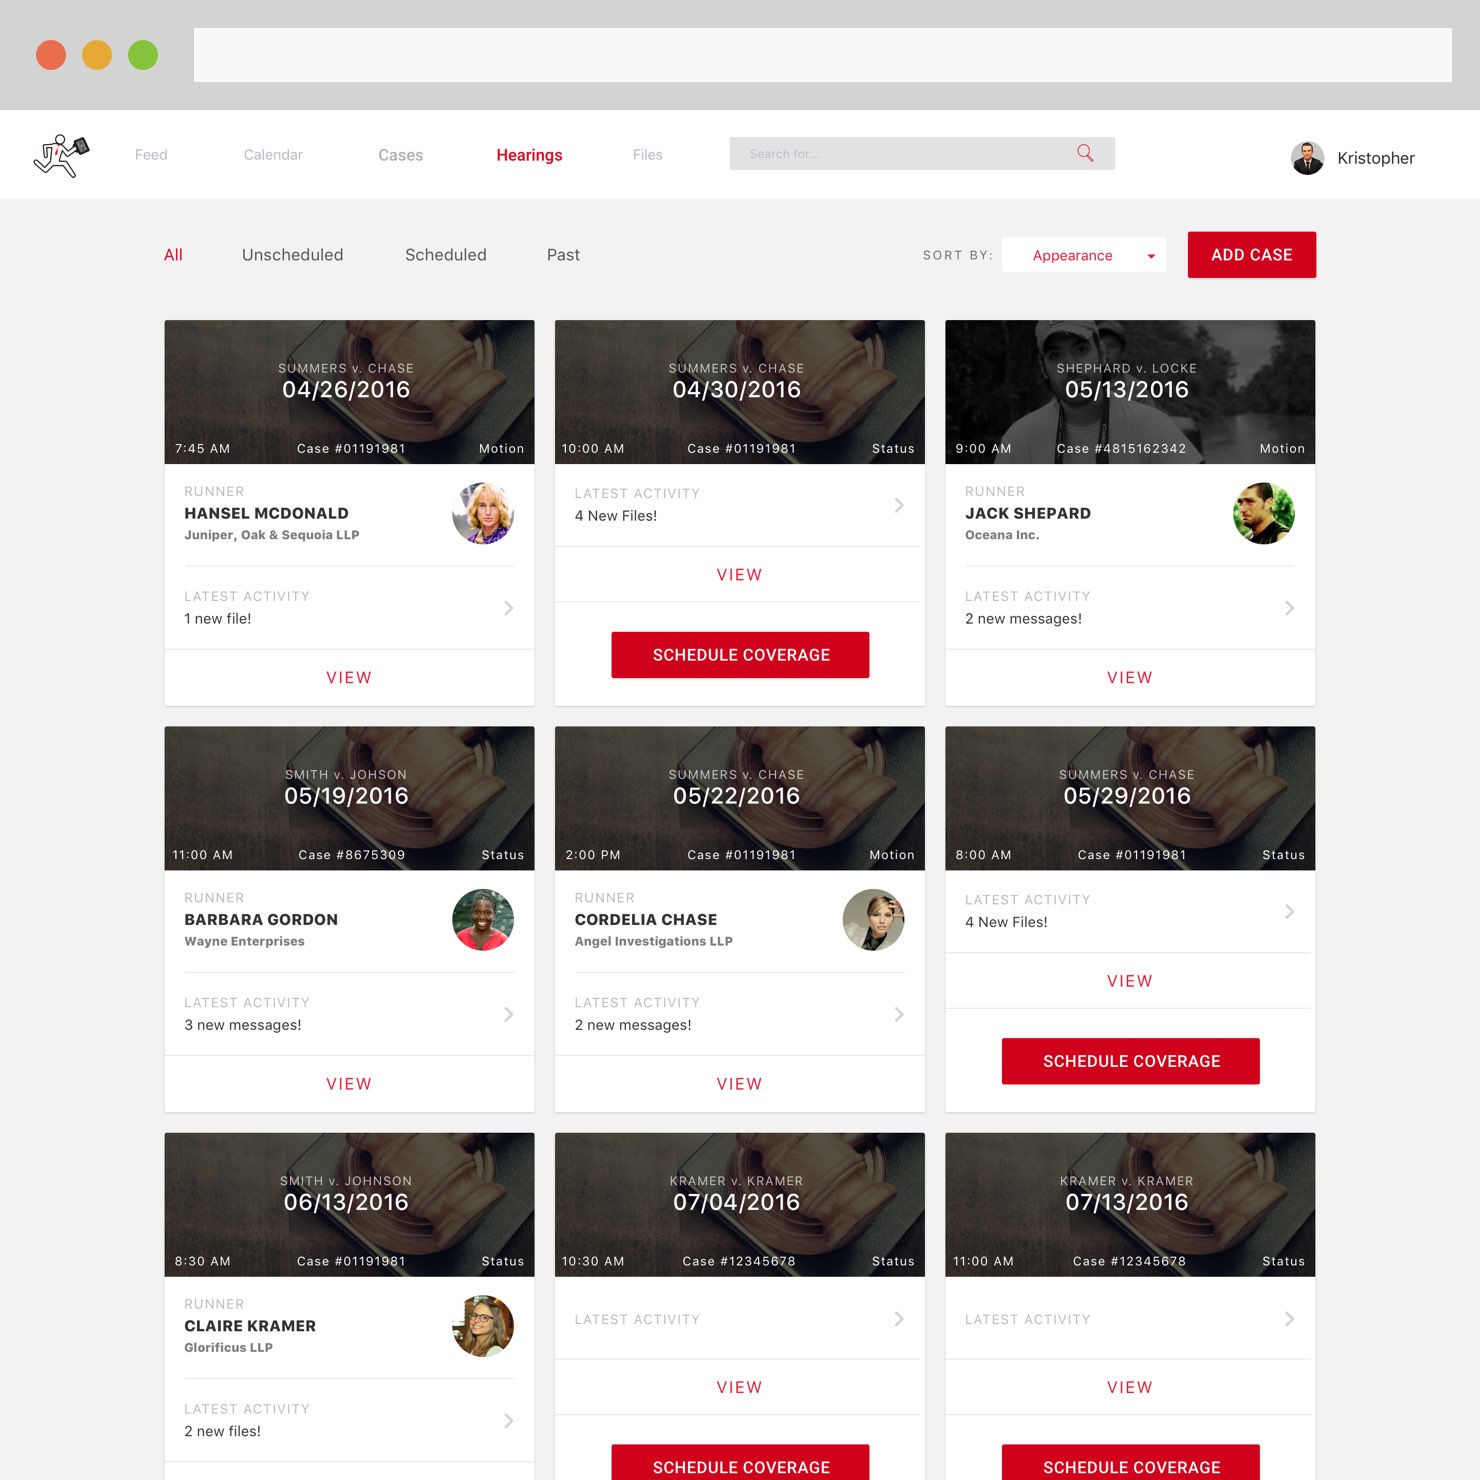 Feed Calendar Cases Hearings Files Search for... Kristopher
All Unscheduled Scheduled Past SORT BY: Appearance ADD CASE
SUMMERS v. CHASE
04/26/2016
7:45 AM Case #01191981 Motion
RUNNER
HANSEL MCDONALD
Juniper, Oak & Sequoia LLP
LATEST ACTIVITY
1 new file!
VIEW
SUMMERS v. CHASE
04/30/2016
10:00 AM Case #01191981 Status
LATEST ACTIVITY
4 New Files!
VIEW
SCHEDULE COVERAGE
SHEPHARD v. LOCKE
05/13/2016
9:00 AM Case #4815162342 Motion
RUNNER
JACK SHEPARD
Oceana Inc.
LATEST ACTIVITY
2 new messages!
VIEW
SMITH v. JOHSON
05/19/2016
11:00 AM Case #8675309 Status
RUNNER
BARBARA GORDON
Wayne Enterprises
LATEST ACTIVITY
3 new messages!
VIEW
SUMMERS v. CHASE
05/22/2016
2:00 PM Case #01191981 Motion
RUNNER
CORDELIA CHASE
Angel Investigations LLP
LATEST ACTIVITY
2 new messages!
VIEW
SUMMERS v. CHASE
05/29/2016
8:00 AM Case #01191981 Status
LATEST ACTIVITY
4 New Files!
VIEW
SCHEDULE COVERAGE
SMITH v. JOHNSON
06/13/2016
8:30 AM Case #01191981 Status
RUNNER
CLAIRE KRAMER
Glorificus LLP
LATEST ACTIVITY
2 new files!
KRAMER v. KRAMER
07/04/2016
10:30 AM Case #12345678 Status
LATEST ACTIVITY
VIEW
SCHEDULE COVERAGE
KRAMER v. KRAMER
07/13/2016
11:00 AM Case #12345678 Status
LATEST ACTIVITY
VIEW
SCHEDULE COVERAGE